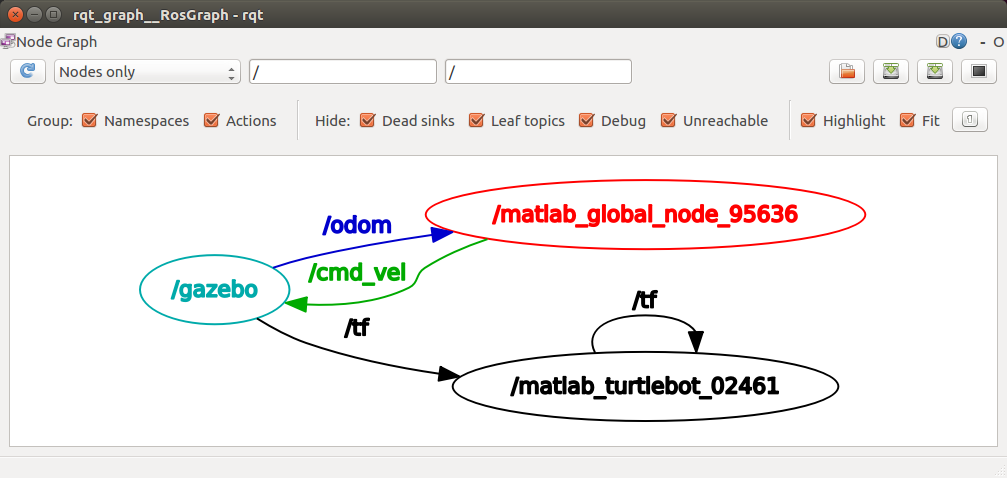 rqt_graph__RosGraph - rqt
Node Graph
D ? - O
Nodes only / /
Group: Namespaces Actions Hide: Dead sinks Leaf topics Debug Unreachable Highlight Fit
/odom
/matlab_global_node_95636
/cmd_vel
/gazebo
/tf
/tf
/matlab_turtlebot_02461